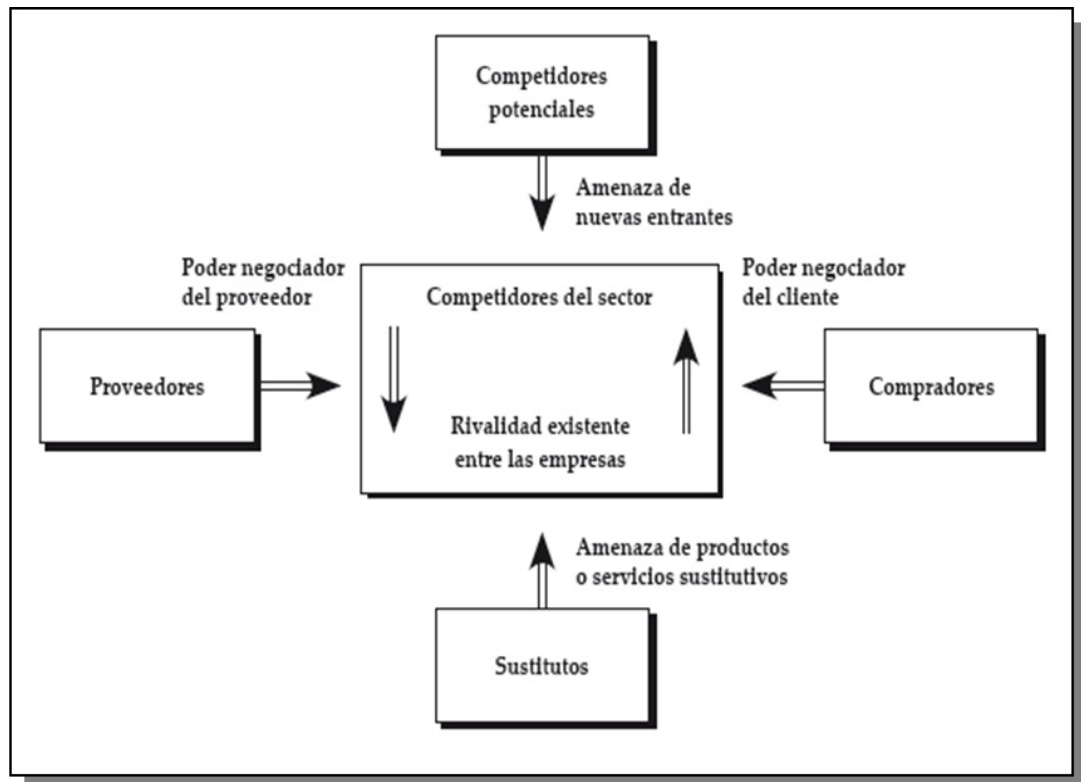 Competidores
potenciales
Amenaza de
nuevas entrantes
Poder negociador
del proveedor
Competidores del sector
Poder negociador
del cliente
Proveedores
Compradores
Rivalidad existente
entre las empresas
Amenaza de productos
o servicios sustitutivos
Sustitutos